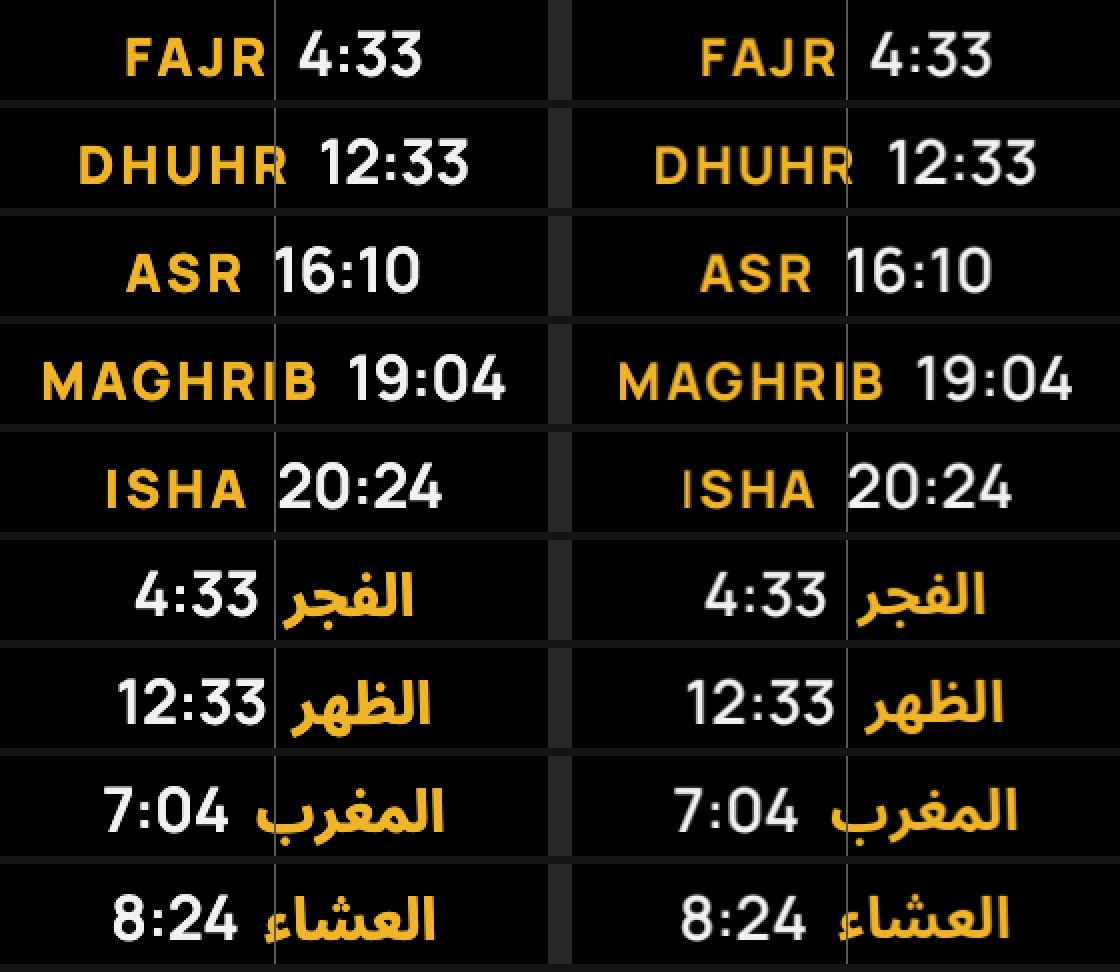 FAJR 4:33 FAJR 4:33
DHUHR 12:33 DHUHR 12:33
ASR 16:10 ASR 16:10
MAGHRIB 19:04 MAGHRIB 19:04
ISHA 20:24 ISHA 20:24
الفجر 4:33 الفجر 4:33
الظهر 12:33 الظهر 12:33
المغرب 7:04 المغرب 7:04
العشاء 8:24 العشاء 8:24